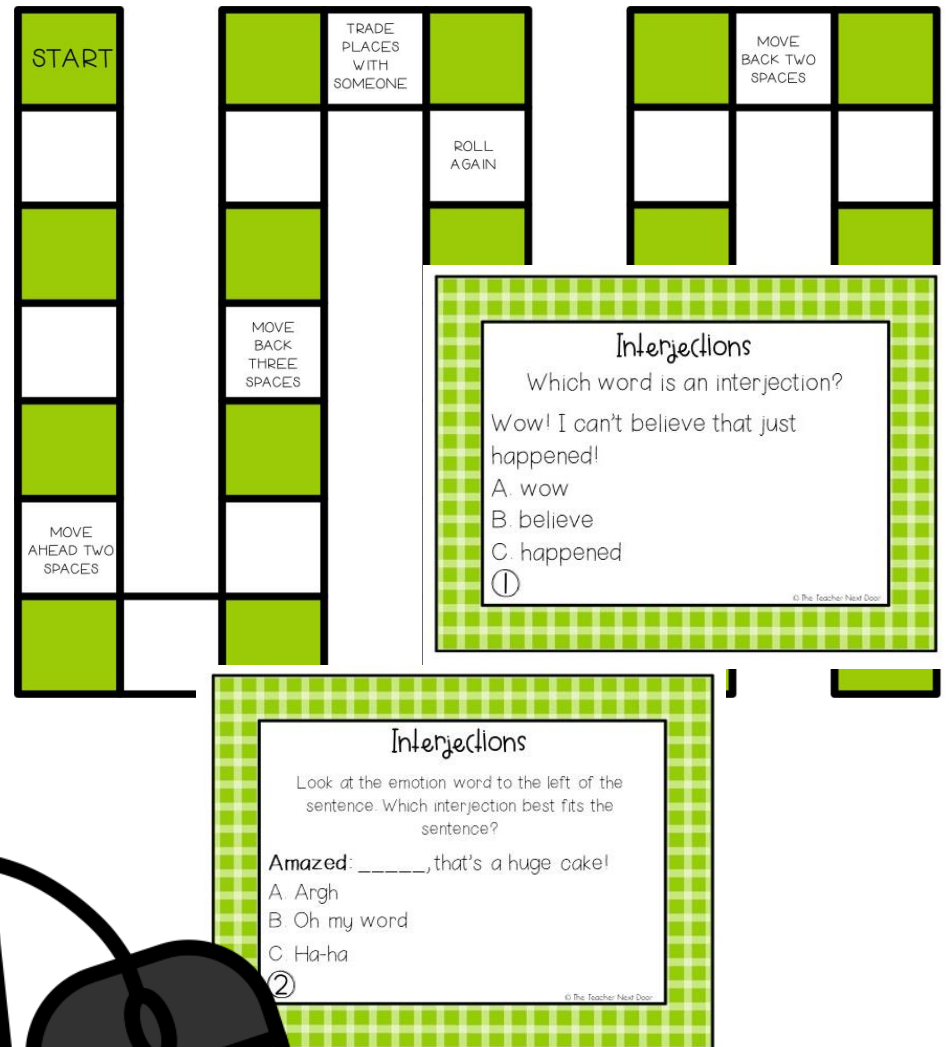 START
TRADE
PLACES
WITH
SOMEONE
MOVE
BACK TWO
SPACES
ROLL
AGAIN
MOVE
BACK
THREE
SPACES
MOVE
AHEAD TWO
SPACES
Interjections
Which word is an interjection?
Wow! I can't believe that just
happened!
A. wow
B. believe
C. happened
1
© The Teacher Next Door
Interjections
Look at the emotion word to the left of the
sentence. Which interjection best fits the
sentence?
Amazed: _____, that's a huge cake!
A. Argh
B. Oh my word
C. Ha-ha
2
© The Teacher Next Door